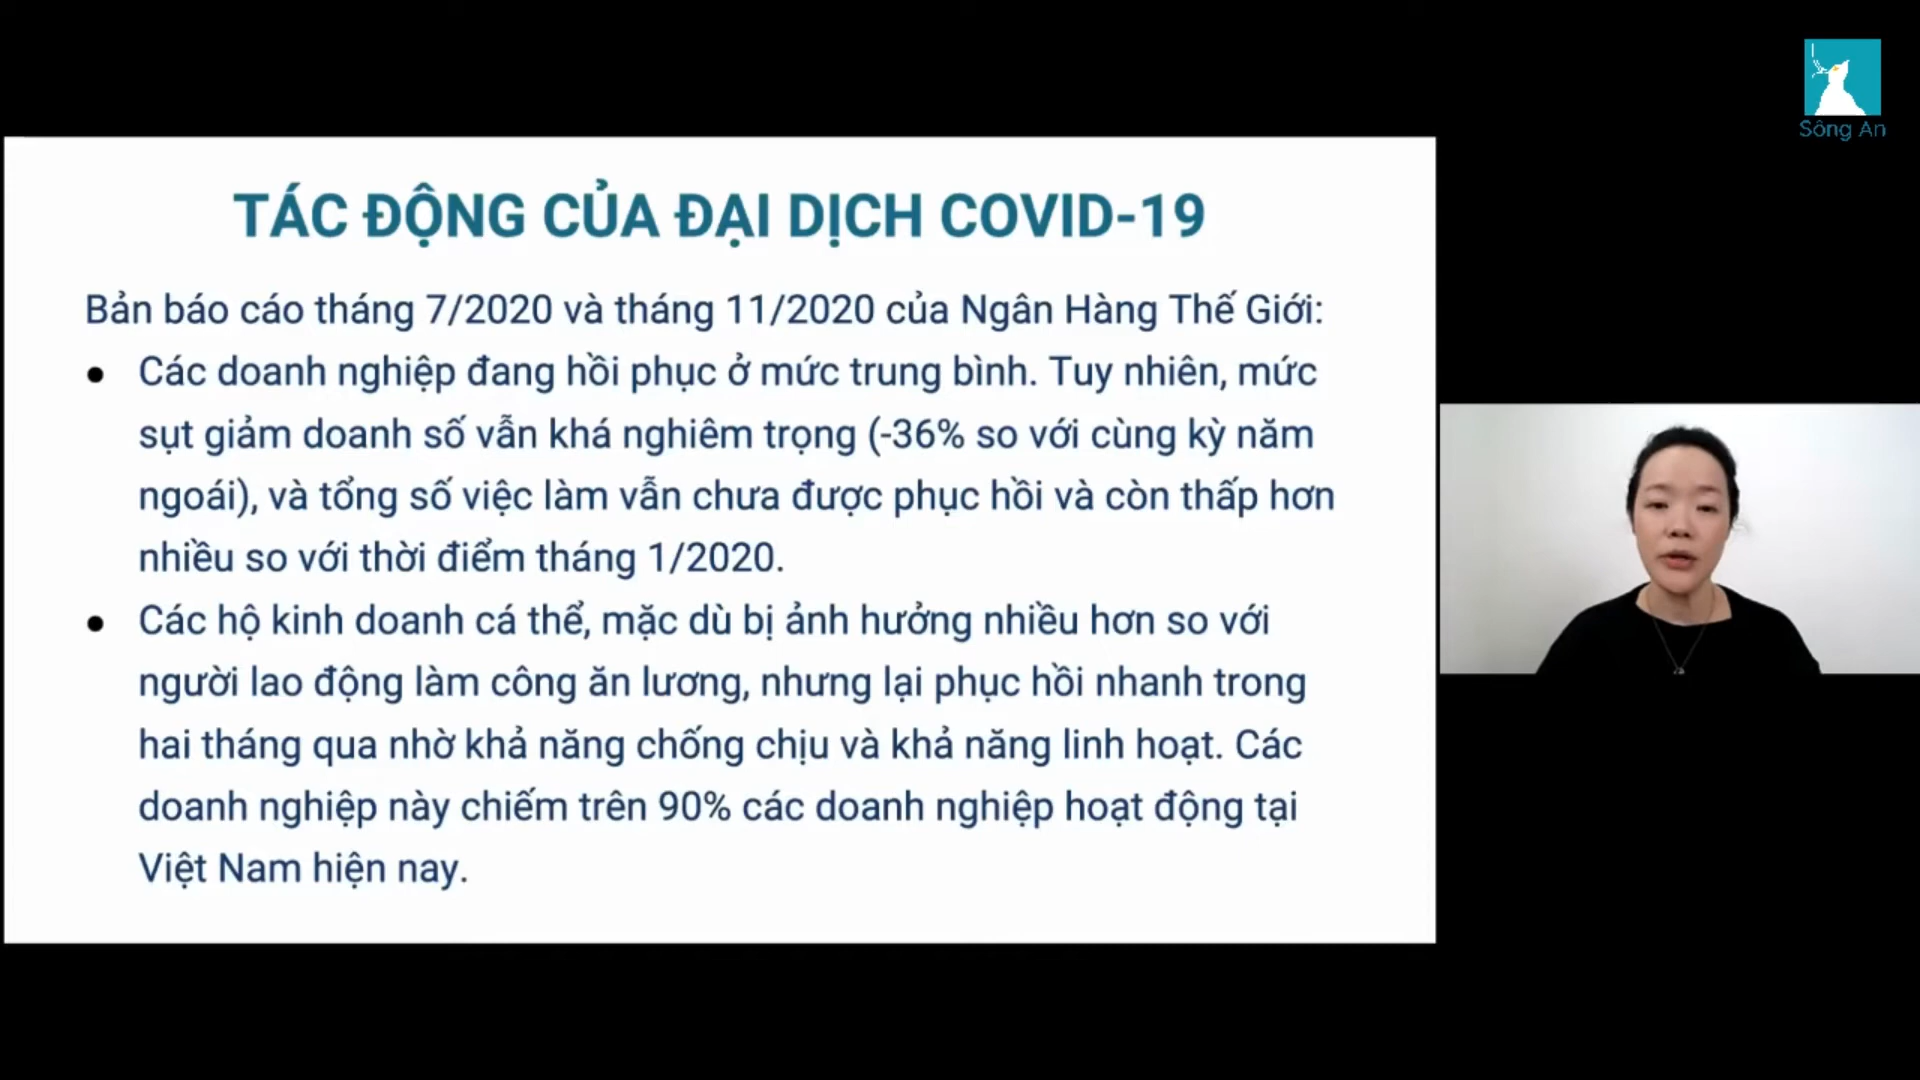 Sông An
TÁC ĐỘNG CỦA ĐẠI DỊCH COVID-19
Bản báo cáo tháng 7/2020 và tháng 11/2020 của Ngân Hàng Thế Giới:
● Các doanh nghiệp đang hồi phục ở mức trung bình. Tuy nhiên, mức
sụt giảm doanh số vẫn khá nghiêm trọng (-36% so với cùng kỳ năm
ngoái), và tổng số việc làm vẫn chưa được phục hồi và còn thấp hơn
nhiều so với thời điểm tháng 1/2020.
● Các hộ kinh doanh cá thể, mặc dù bị ảnh hưởng nhiều hơn so với
người lao động làm công ăn lương, nhưng lại phục hồi nhanh trong
hai tháng qua nhờ khả năng chống chịu và khả năng linh hoạt. Các
doanh nghiệp này chiếm trên 90% các doanh nghiệp hoạt động tại
Việt Nam hiện nay.